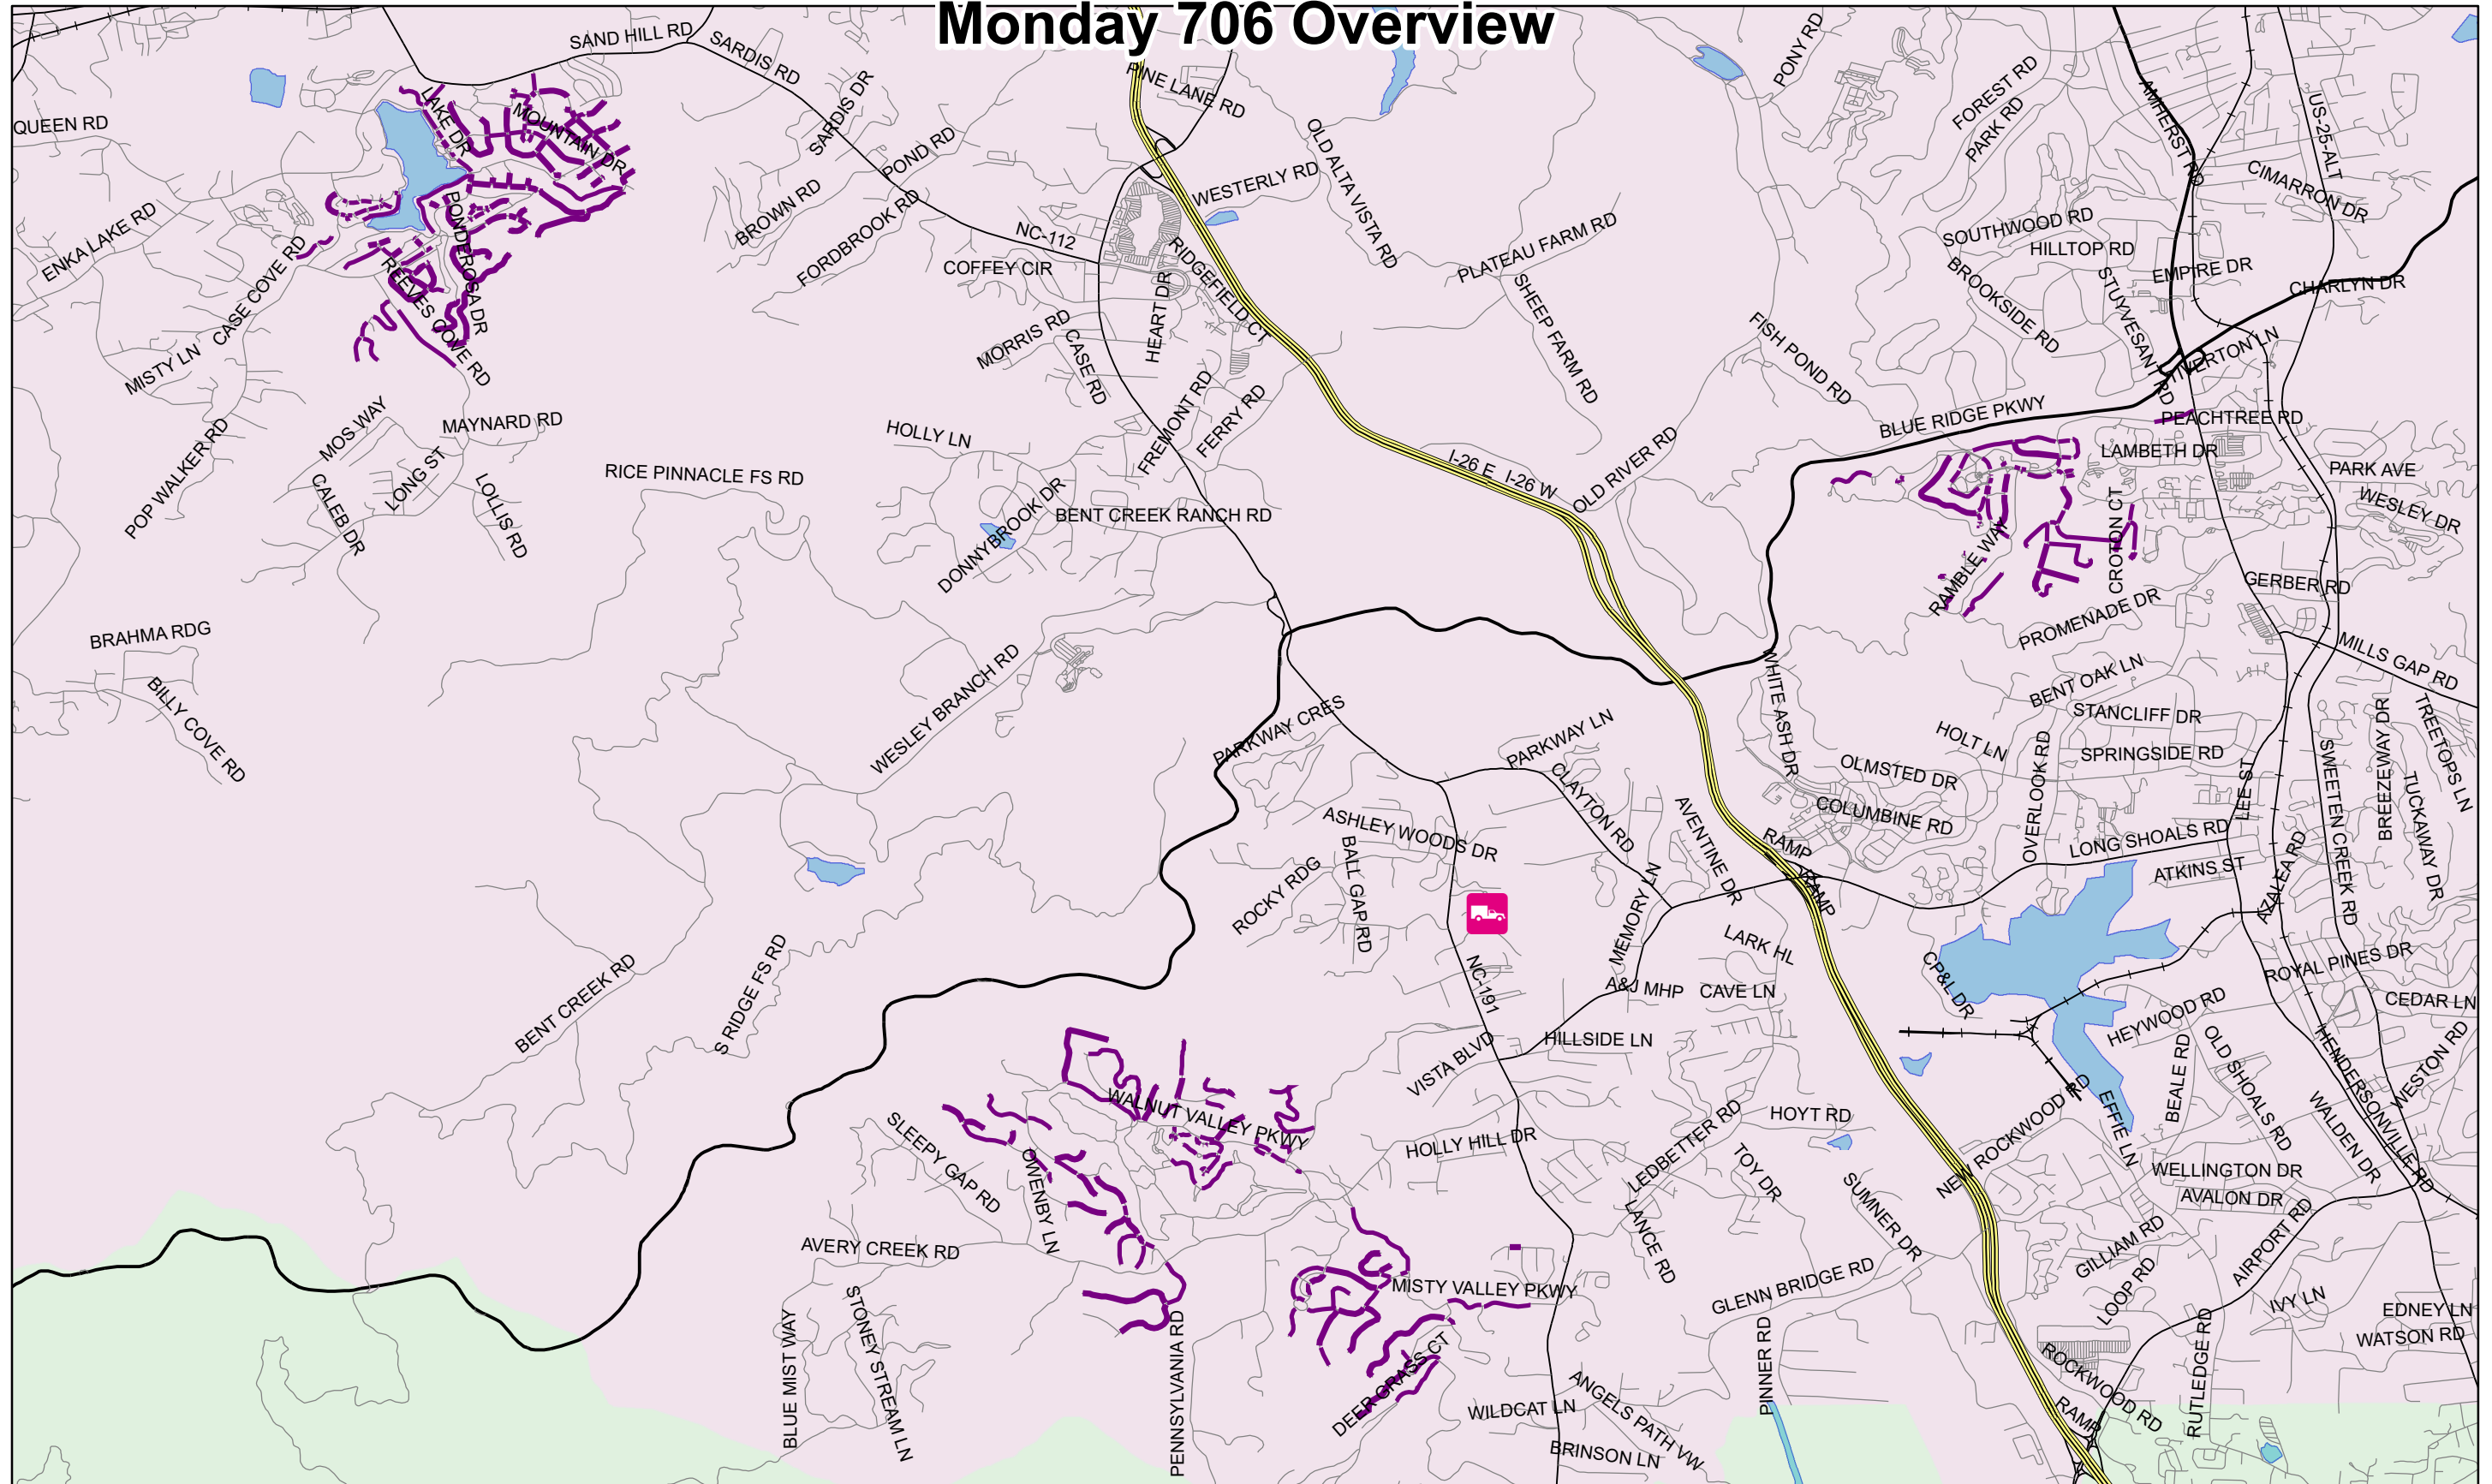 Monday 706 Overview
SAND HILL RD
SARDIS RD
PINE LANE RD
PONY RD
FOREST RD
PARK RD
AMHERST RD
US-25-ALT
QUEEN RD
LAKE DR
MOUNTAIN DR
SARDIS DR
POND RD
OLD ALTA VISTA RD
CIMARRON DR
ENKA LAKE RD
CASE COVE RD
PONDEROSA DR
REEVES COVE RD
BROWN RD
FORDBROOK RD
NC-112
COFFEY CIR
WESTERLY RD
RIDGEFIELD CT
HEART DR
PLATEAU FARM RD
SHEEP FARM RD
SOUTHWOOD RD
HILLTOP RD
BROOKSIDE RD
STUYVESANT RD
EMPIRE DR
CHARLYN DR
MISTY LN
MORRIS RD
CASE RD
FREMONT RD
FERRY RD
FISH POND RD
TIVERTON LN
POP WALKER RD
MOS WAY
MAYNARD RD
LONG ST
CALEB DR
LOLLIS RD
RICE PINNACLE FS RD
HOLLY LN
DONNYBROOK DR
BENT CREEK RANCH RD
I-26 E
I-26 W
OLD RIVER RD
BLUE RIDGE PKWY
PEACHTREE RD
LAMBETH DR
PARK AVE
WESLEY DR
CROTON CT
RAMBLE WAY
GERBER RD
PROMENADE DR
MILLS GAP RD
BRAHMA RDG
BILLY COVE RD
WESLEY BRANCH RD
PARKWAY CRES
PARKWAY LN
WHITE ASH DR
BENT OAK LN
STANCLIFF DR
HOLT LN
SPRINGSIDE RD
OLMSTED DR
OVERLOOK RD
LEE ST
SWEETEN CREEK RD
BREEZEWAY DR
TREETOPS LN
TUCKAWAY DR
CLAYTON RD
ASHLEY WOODS DR
BALL GAP RD
ROCKY RDG
AVENTINE DR
COLUMBINE RD
RAMP
RAMP
LONG SHOALS RD
ATKINS ST
AZALEA RD
MEMORY LN
LARK HL
CP&L DR
ROYAL PINES DR
CEDAR LN
BENT CREEK RD
S RIDGE FS RD
NC-191
A&J MHP
CAVE LN
HILLSIDE LN
VISTA BLVD
HEYWOOD RD
OLD SHOALS RD
BEALE RD
HENDERSONVILLE RD
WESTON RD
WALNUT VALLEY PKWY
SLEEPY GAP RD
OWENBY LN
HOLLY HILL DR
LEDBETTER RD
HOYT RD
TOY DR
NEW ROCKWOOD RD
EFFIE LN
WALDEN DR
WELLINGTON DR
AVALON DR
AVERY CREEK RD
LANCE RD
SUMNER DR
GILLIAM RD
AIRPORT RD
STONEY STREAM LN
BLUE MIST WAY
PENNSYLVANIA RD
MISTY VALLEY PKWY
GLENN BRIDGE RD
LOOP RD
IVY LN
EDNEY LN
WATSON RD
DEER GRASS CT
WILDCAT LN
ANGELS PATH VW
BRINSON LN
PINNER RD
ROCKWOOD RD
RAMP
RUTLEDGE RD